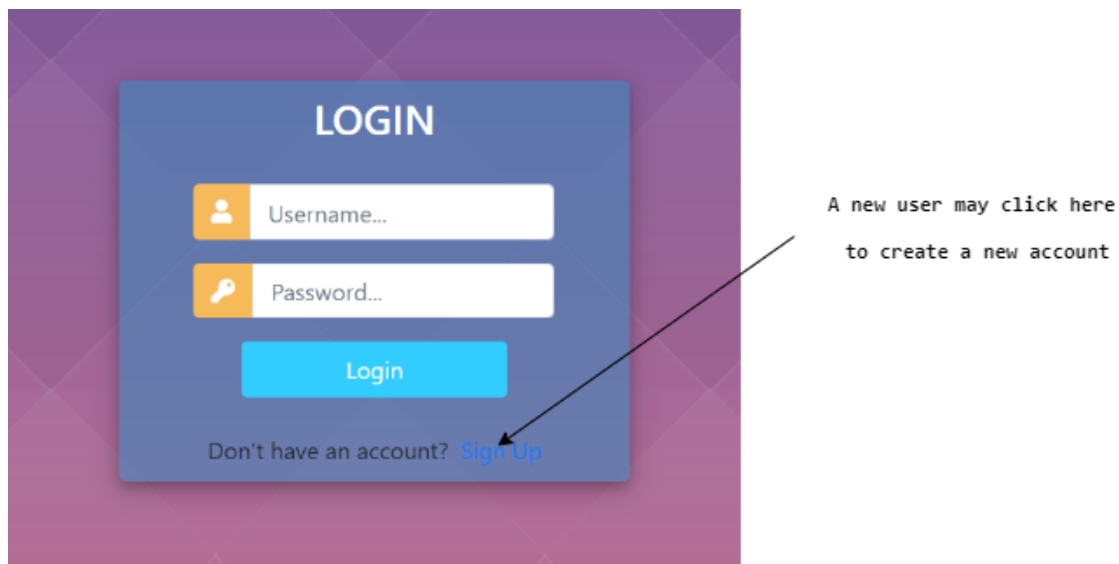 LOGIN
Username...
Password...
Login
Don't have an account? Sign Up
A new user may click here
to create a new account